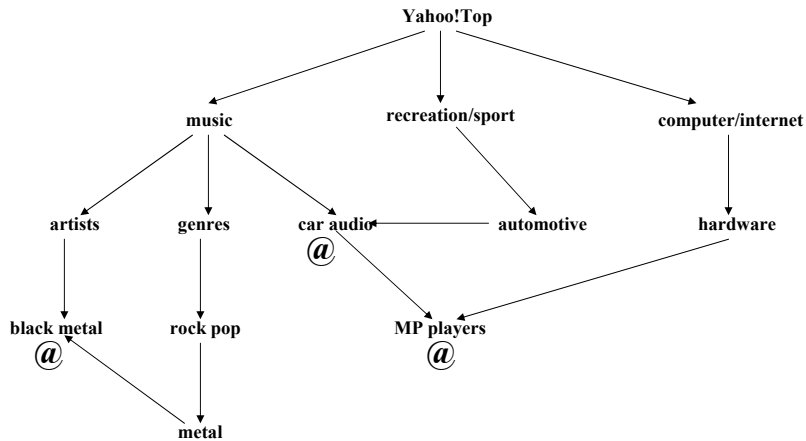 Yahoo!Top
music
recreation/sport
computer/internet
artists
genres
car audio
automotive
hardware
@
black metal
rock pop
MP players
@
@
metal